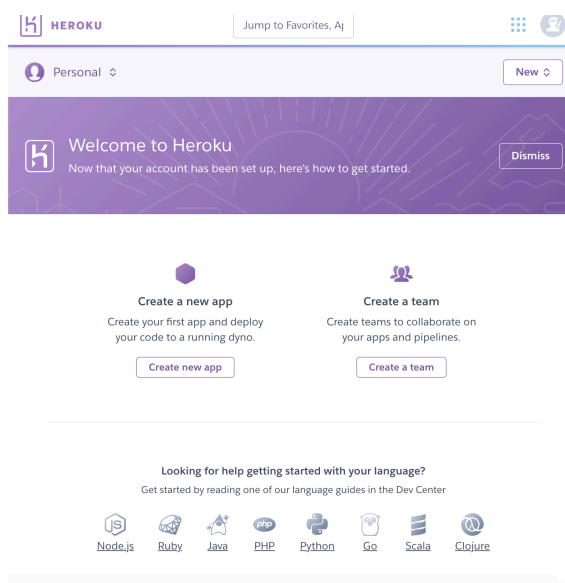 HEROKU
Jump to Favorites, Ap
Personal
New
Welcome to Heroku
Now that your account has been set up, here's how to get started.
Dismiss
Create a new app
Create your first app and deploy
your code to a running dyno.
Create new app
Create a team
Create teams to collaborate on
your apps and pipelines.
Create a team
Looking for help getting started with your language?
Get started by reading one of our language guides in the Dev Center
JS
php
Node.js Ruby Java PHP Python Go Scala Clojure